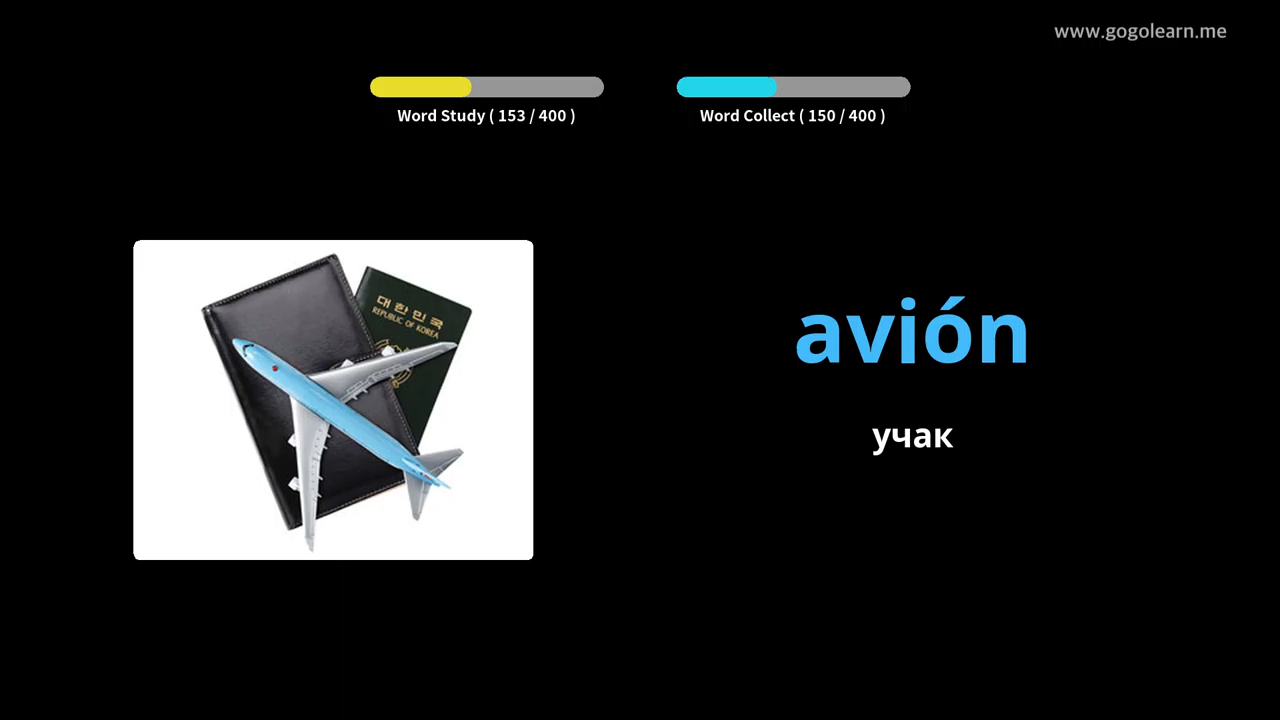 www.gogolearn.me
Word Study ( 153 / 400 )
Word Collect ( 150 / 400 )
대한민국
REPUBLIC OF KOREA
avión
учак